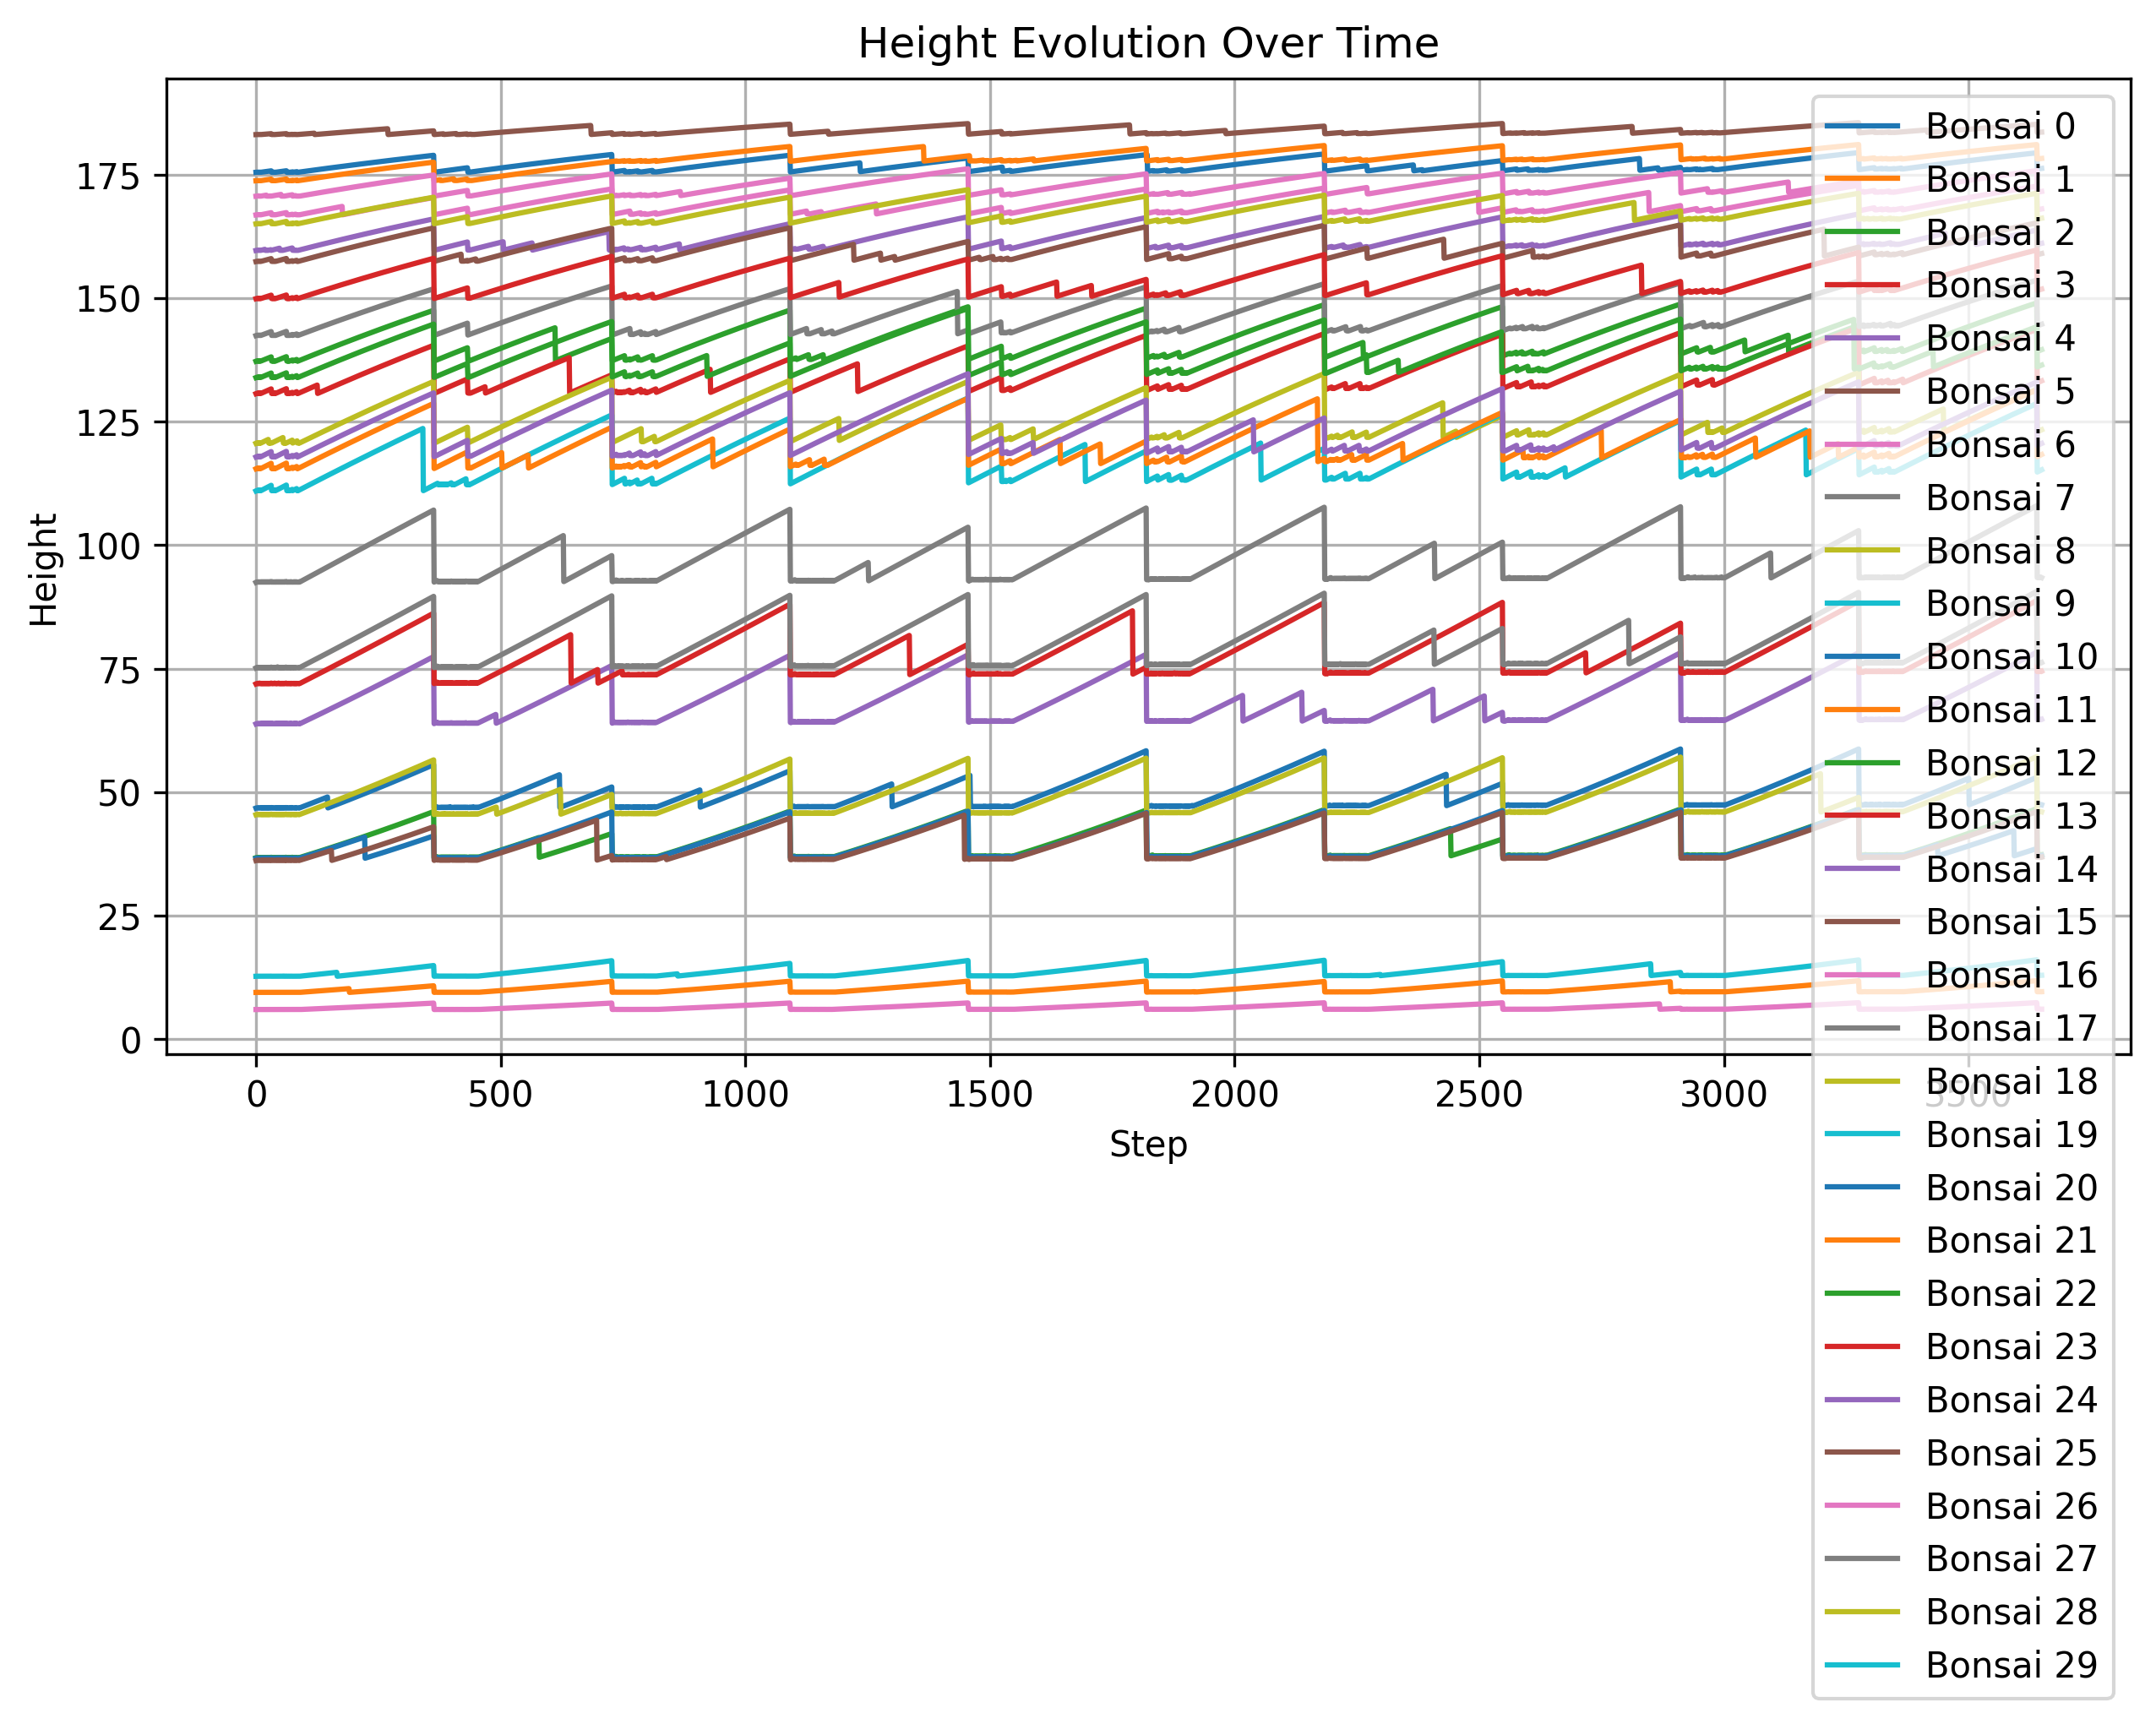 Height Evolution Over Time
Height
175
150
125
100
75
50
25
0
0 500 1000 1500 2000 2500 3000 3500
Step
Bonsai 0
Bonsai 1
Bonsai 2
Bonsai 3
Bonsai 4
Bonsai 5
Bonsai 6
Bonsai 7
Bonsai 8
Bonsai 9
Bonsai 10
Bonsai 11
Bonsai 12
Bonsai 13
Bonsai 14
Bonsai 15
Bonsai 16
Bonsai 17
Bonsai 18
Bonsai 19
Bonsai 20
Bonsai 21
Bonsai 22
Bonsai 23
Bonsai 24
Bonsai 25
Bonsai 26
Bonsai 27
Bonsai 28
Bonsai 29